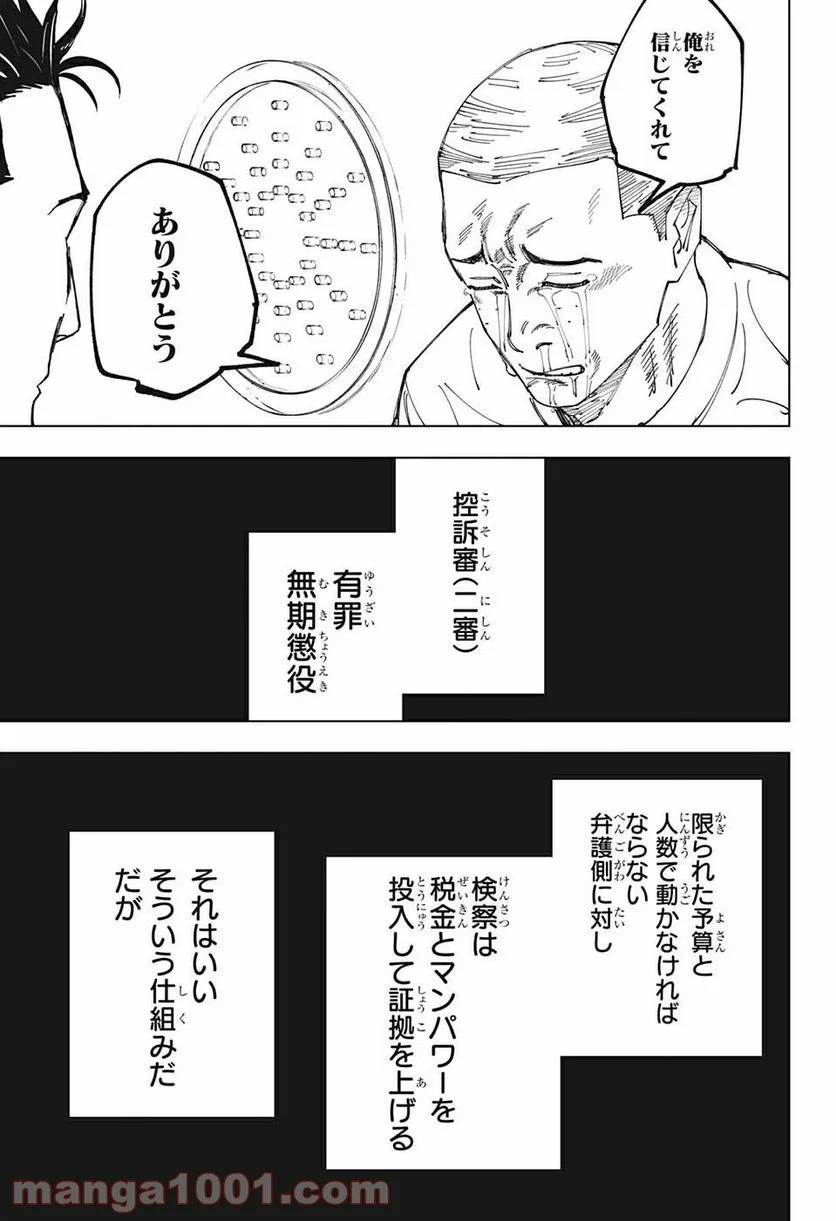 俺を
信じてくれて
ありがとう
控訴審(二審)
有罪
無期懲役
限られた予算と
人数で動かなければ
ならない
弁護側に対し
検察は
税金とマンパワーを
投入して証拠を上げる
それはいい
そういう仕組みだ
だが
manga1001.com